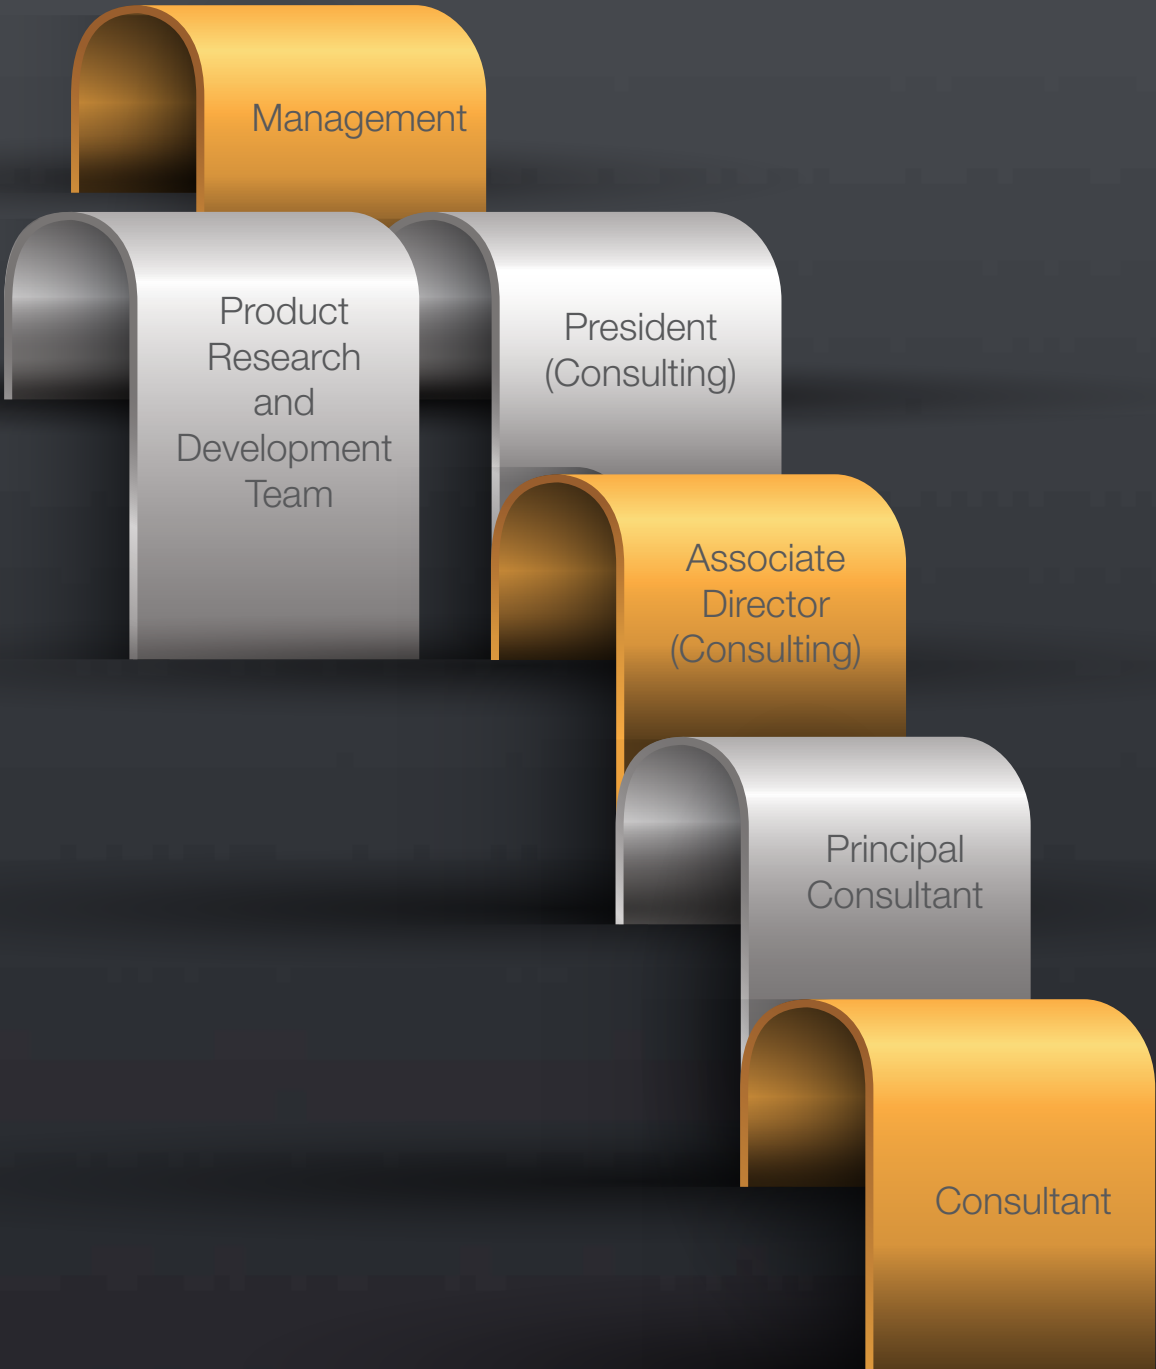 Management
Product
Research
and
Development
Team
President
(Consulting)
Associate
Director
(Consulting)
Principal
Consultant
Consultant